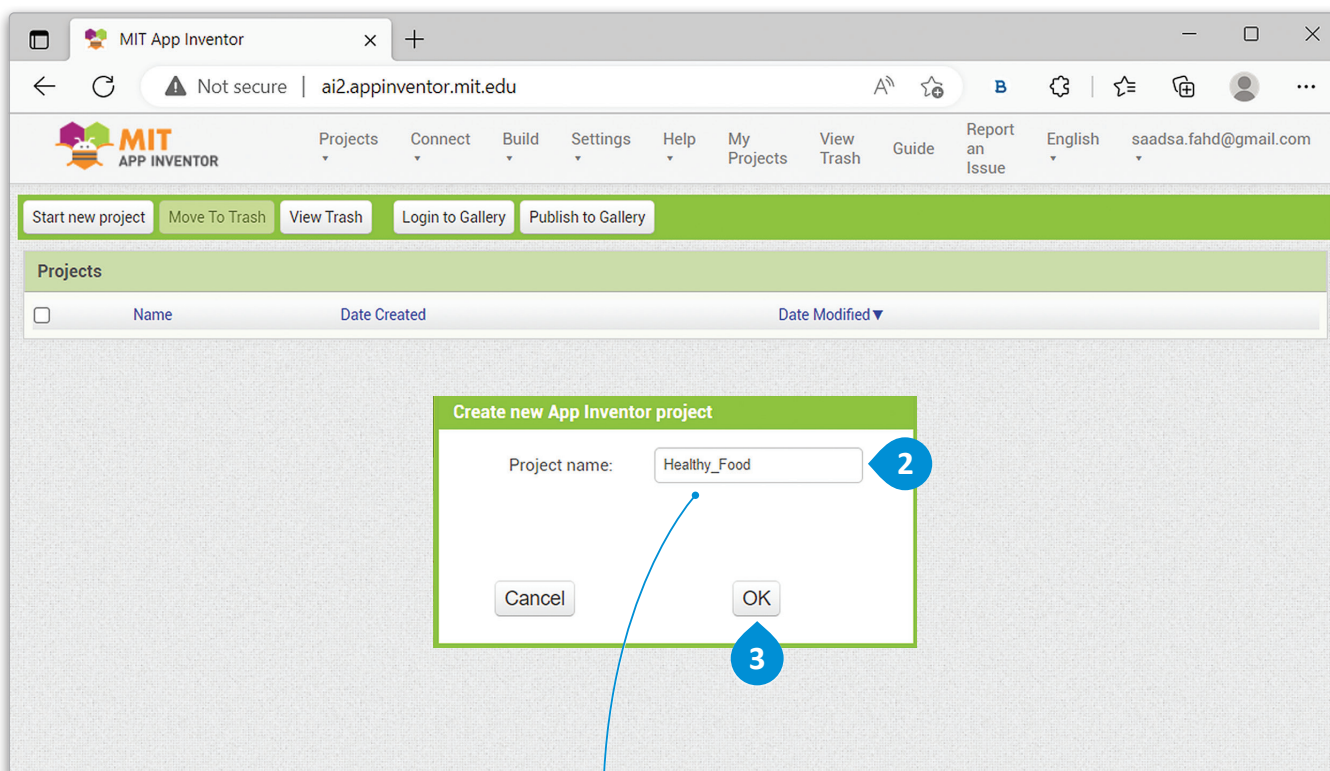 MIT App Inventor
Not secure | ai2.appinventor.mit.edu
MIT
APP INVENTOR
Projects Connect Build Settings Help My Projects View Trash Guide Report an Issue English saadsa.fahd@gmail.com
Start new project Move To Trash View Trash Login to Gallery Publish to Gallery
Projects
Name Date Created Date Modified▼
Create new App Inventor project
Project name: Healthy_Food 2
Cancel OK
3